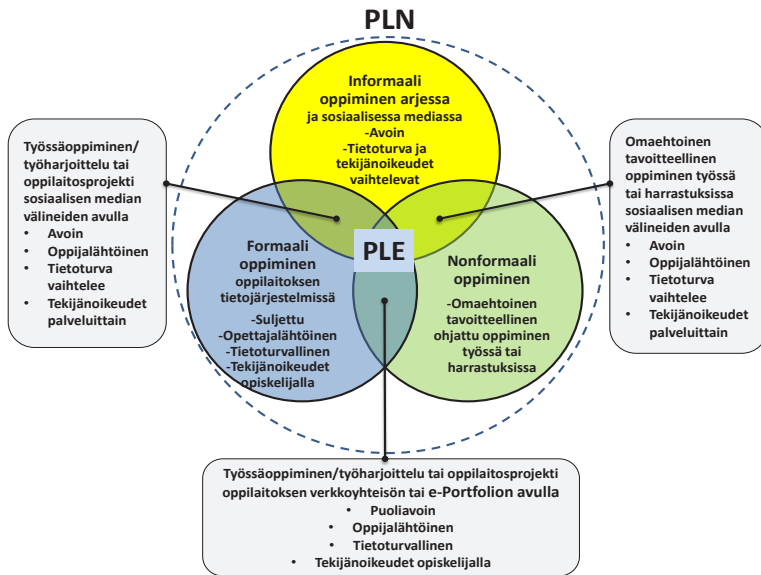 PLN
Informaali
oppiminen arjessa
ja sosiaalisessa mediassa
-Avoin
-Tietoturva ja
tekijänoikeudet
vaihtelevat
Työssäoppiminen/
työharjoittelu tai
oppilaitosprojekti
sosiaalisen median
välineiden avulla
• Avoin
• Oppijalähtöinen
• Tietoturva
vaihtelee
• Tekijänoikeudet
palveluittain
Omaehtoinen
tavoitteellinen
oppiminen työssä
tai harrastuksissa
sosiaalisen median
välineiden avulla
• Avoin
• Oppijalähtöinen
• Tietoturva
vaihtelee
• Tekijänoikeudet
palveluittain
PLE
Formaali
oppiminen
oppilaitoksen
tietojärjestelmissä
-Suljettu
-Opettajalähtöinen
-Tietoturvallinen
-Tekijänoikeudet
opiskelijalla
Nonformaali
oppiminen
-Omaehtoinen
tavoitteellinen
ohjattu oppiminen
työssä tai
harrastuksissa
Työssäoppiminen/työharjoittelu tai oppilaitosprojekti
oppilaitoksen verkkoyhteisön tai e-Portfolion avulla
• Puoliavoin
• Oppijalähtöinen
• Tietoturvallinen
• Tekijänoikeudet opiskelijalla